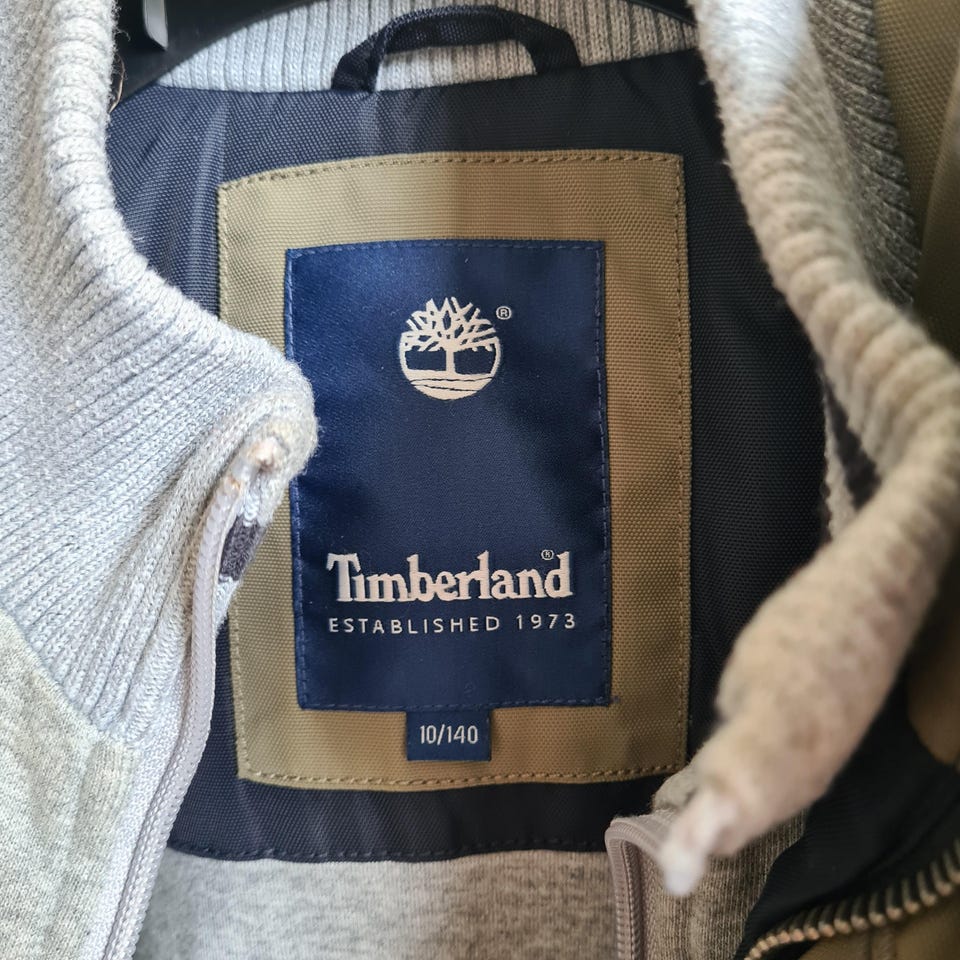 ®
Timberland®
ESTABLISHED 1973
10/140